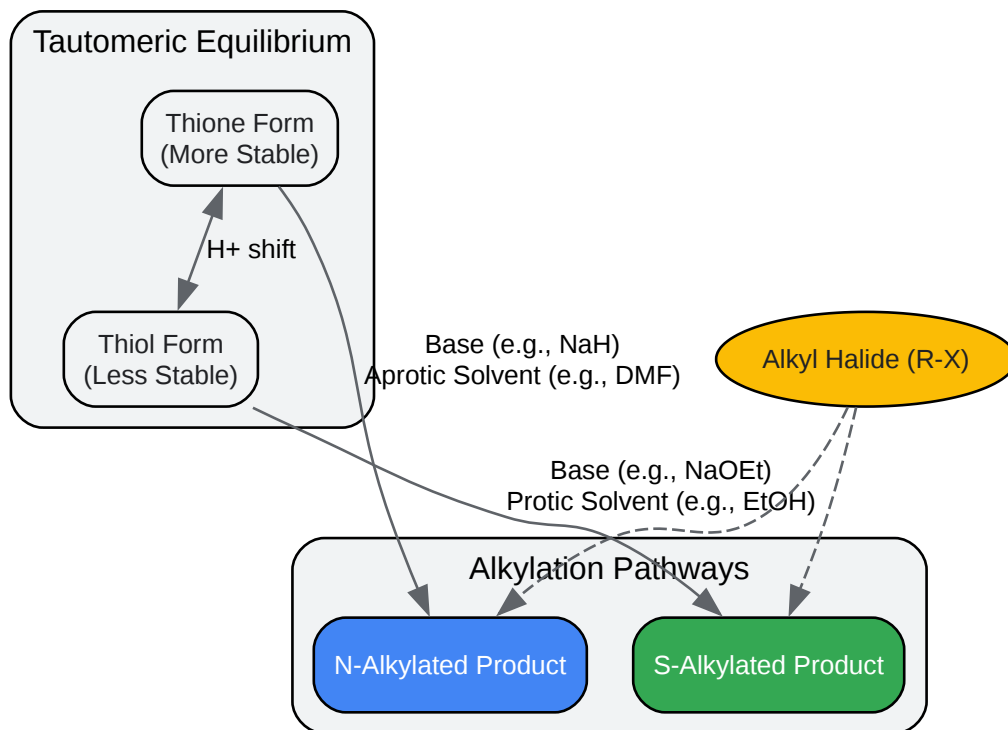 Tautomeric Equilibrium
Thione Form
(More Stable)
H+ shift
Thiol Form
(Less Stable)
Base (e.g., NaH)
Aprotic Solvent (e.g., DMF)
Alkyl Halide (R-X)
Base (e.g., NaOEt)
Protic Solvent (e.g., EtOH)
Alkylation Pathways
N-Alkylated Product
S-Alkylated Product